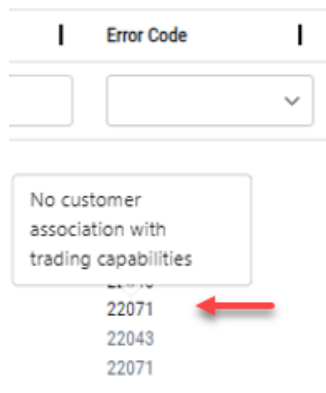 Error Code
No customer
association with
trading capabilities
22071
22043
22071